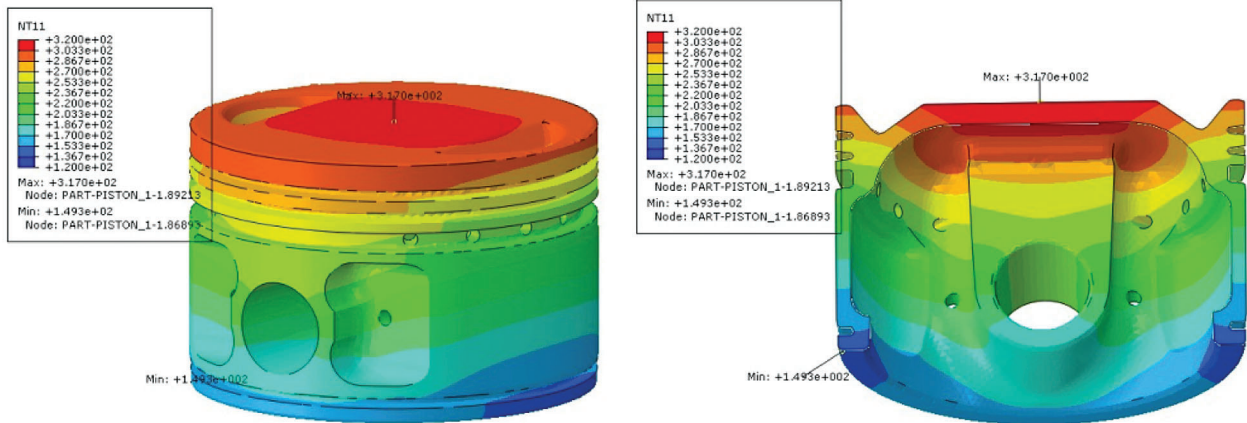 NT11
+3.200e+02
+3.033e+02
+2.867e+02
+2.700e+02
+2.533e+02
+2.367e+02
+2.200e+02
+2.033e+02
+1.867e+02
+1.700e+02
+1.533e+02
+1.367e+02
+1.200e+02
Max: +3.170e+02
Node: PART-PISTON_1-1.89213
Min: +1.493e+02
Node: PART-PISTON_1-1.86893
Max: +3.170e+002
Min: +1.493e+002
NT11
+3.200e+02
+3.033e+02
+2.867e+02
+2.700e+02
+2.533e+02
+2.367e+02
+2.200e+02
+2.033e+02
+1.867e+02
+1.700e+02
+1.533e+02
+1.367e+02
+1.200e+02
Max: +3.170e+02
Node: PART-PISTON_1-1.89213
Min: +1.493e+02
Node: PART-PISTON_1-1.86893
Max: +3.170e+002
Min: +1.493e+002